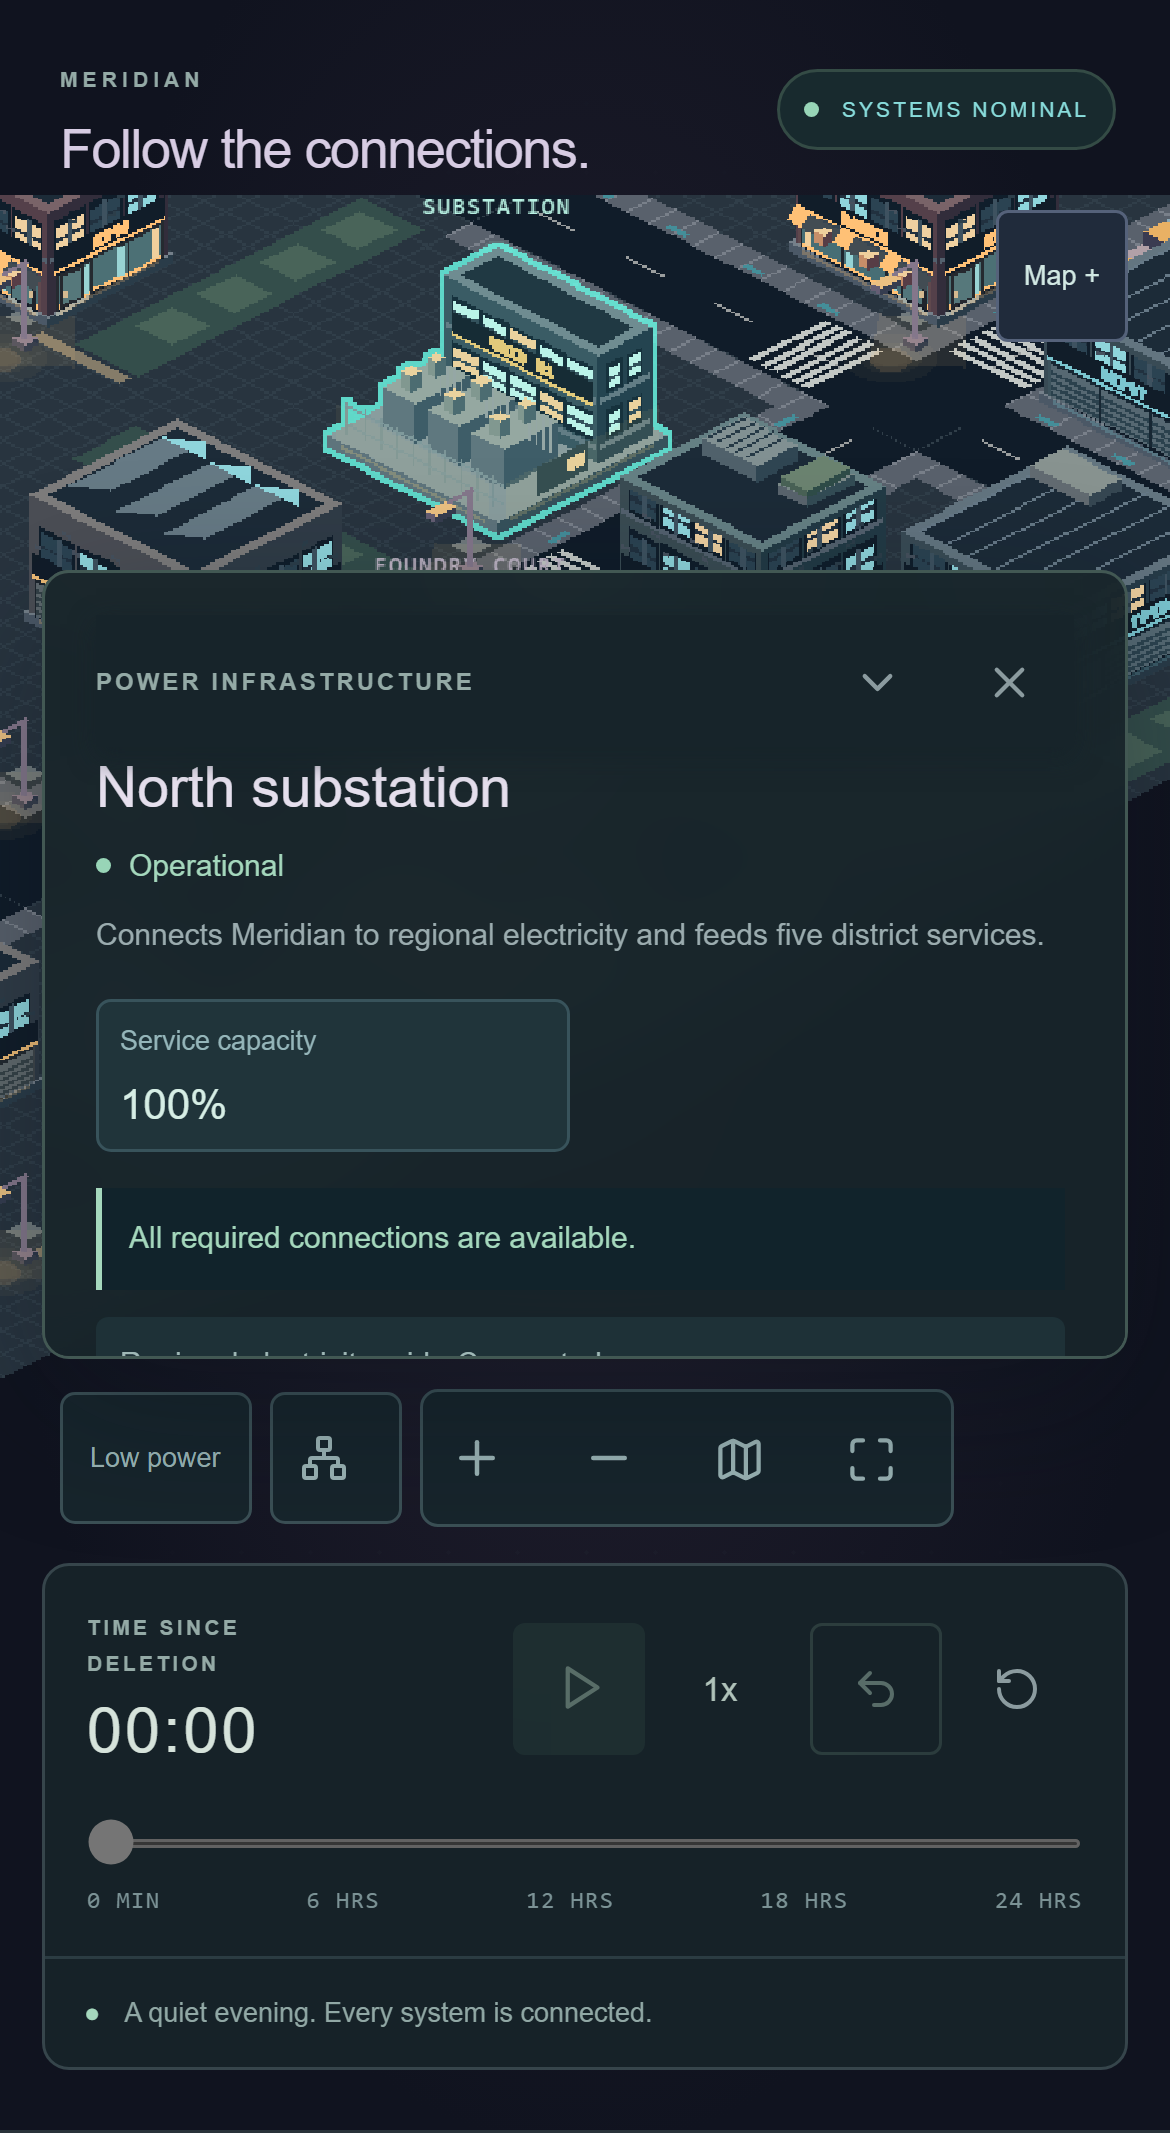 MERIDIAN
Follow the connections.
SYSTEMS NOMINAL
SUBSTATION
Map +
FOUNDRY COURT
POWER INFRASTRUCTURE
North substation
Operational
Connects Meridian to regional electricity and feeds five district services.
Service capacity
100%
All required connections are available.
Low power
TIME SINCE
DELETION
00:00
1x
0 MIN
6 HRS
12 HRS
18 HRS
24 HRS
A quiet evening. Every system is connected.